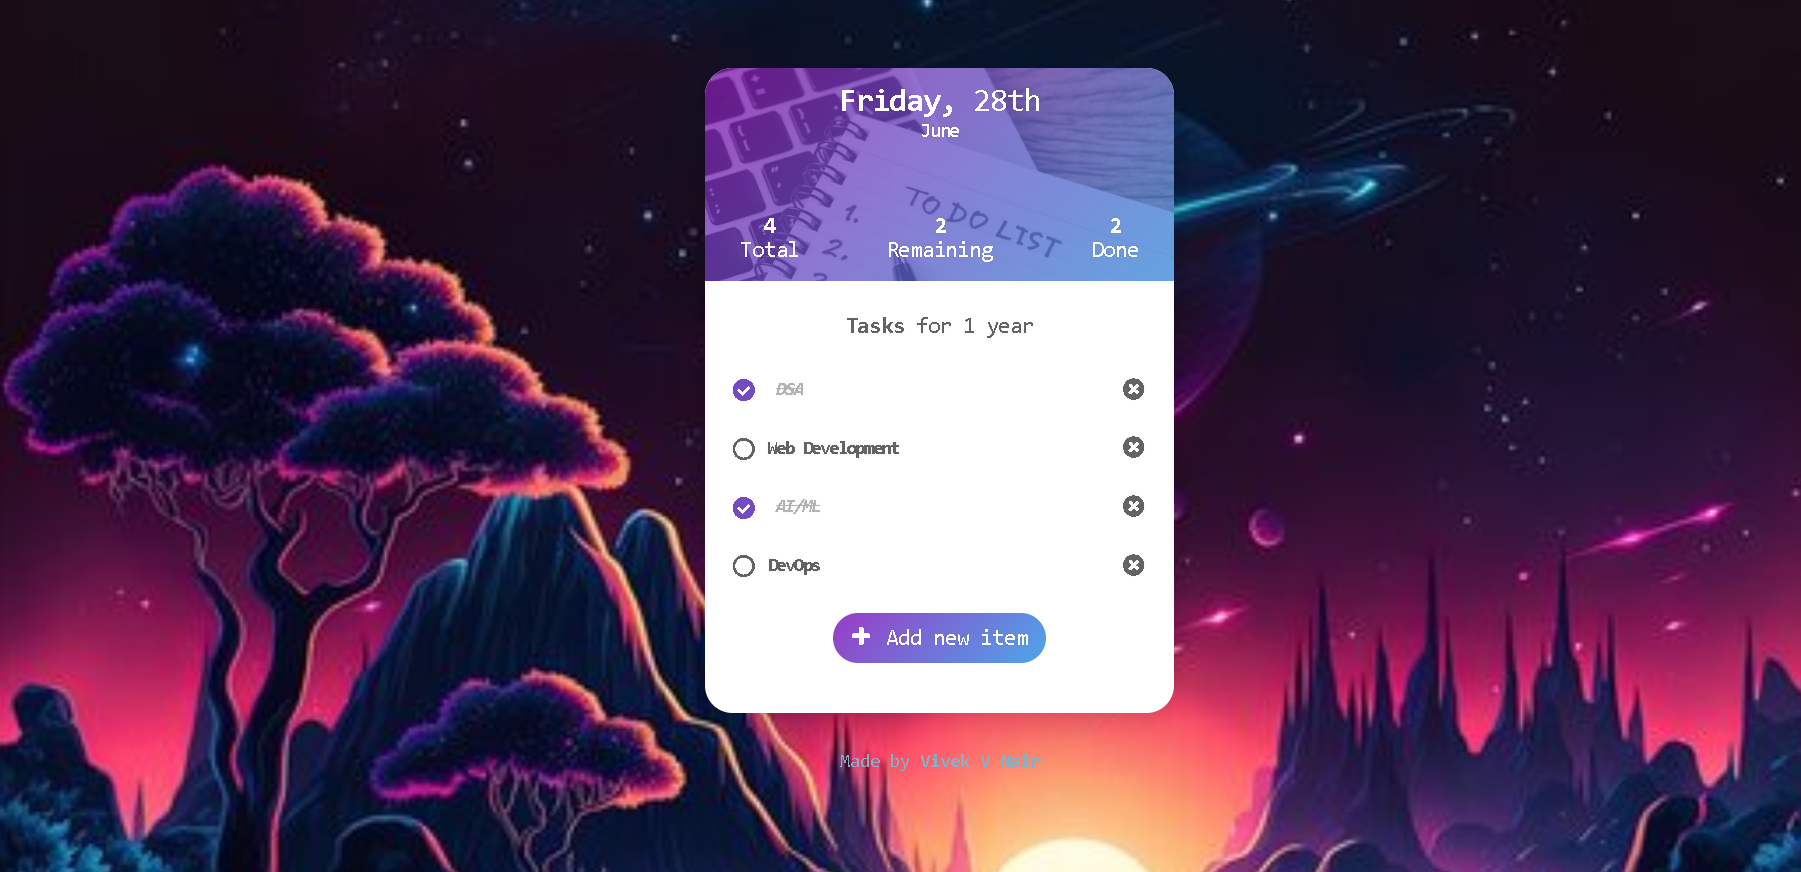 Friday, 28th
June
TO DO LIST
1.
2.
4 2 2
Total Remaining Done
Tasks for 1 year
DSA
Web Development
AI/ML
DevOps
Add new item
Made by Vivek V Nair